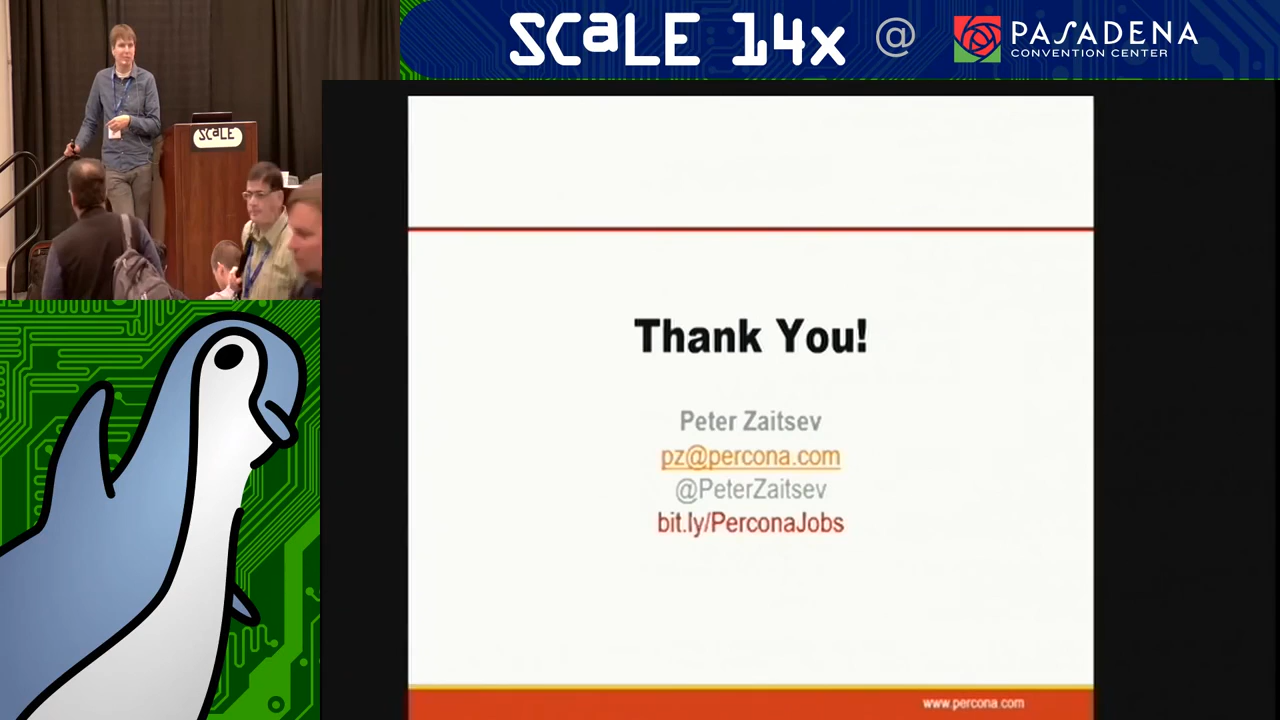 SCaLE 14x @ PASADENA
CONVENTION CENTER
SCaLE
Thank You!
Peter Zaitsev
pz@percona.com
@PeterZaitsev
bit.ly/PerconaJobs
www.percona.com